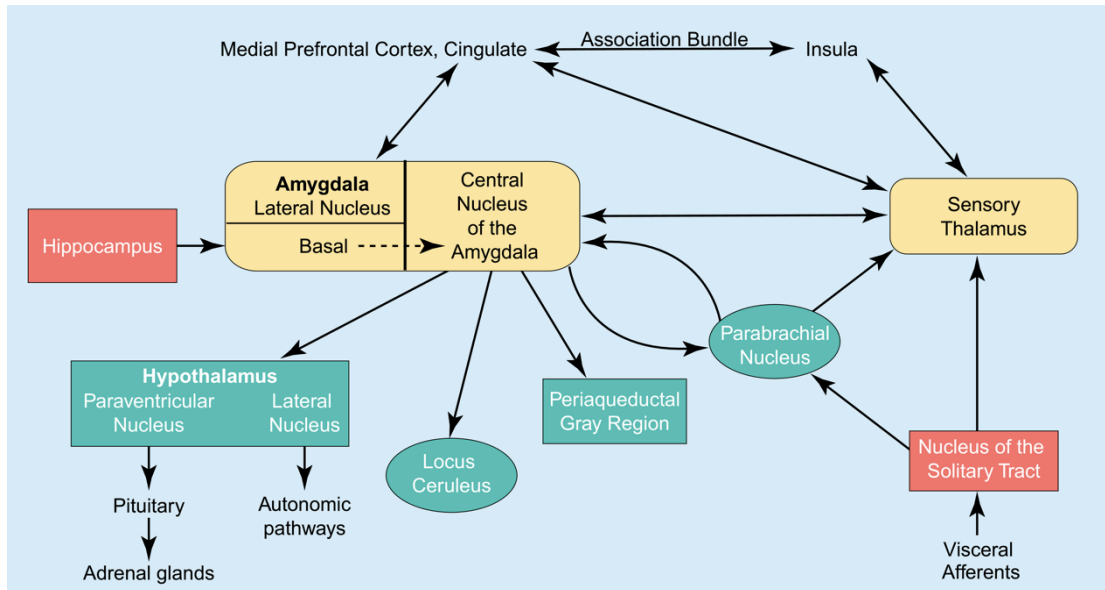 Association Bundle
Medial Prefrontal Cortex, Cingulate
Insula
Amygdala
Lateral Nucleus
Basal
Central
Nucleus
of the
Amygdala
Sensory
Thalamus
Hippocampus
Parabrachial
Nucleus
Hypothalamus
Paraventricular
Nucleus
Lateral
Nucleus
Periaqueductal
Gray Region
Locus
Ceruleus
Nucleus of the
Solitary Tract
Pituitary
Autonomic
pathways
Adrenal glands
Visceral
Afferents